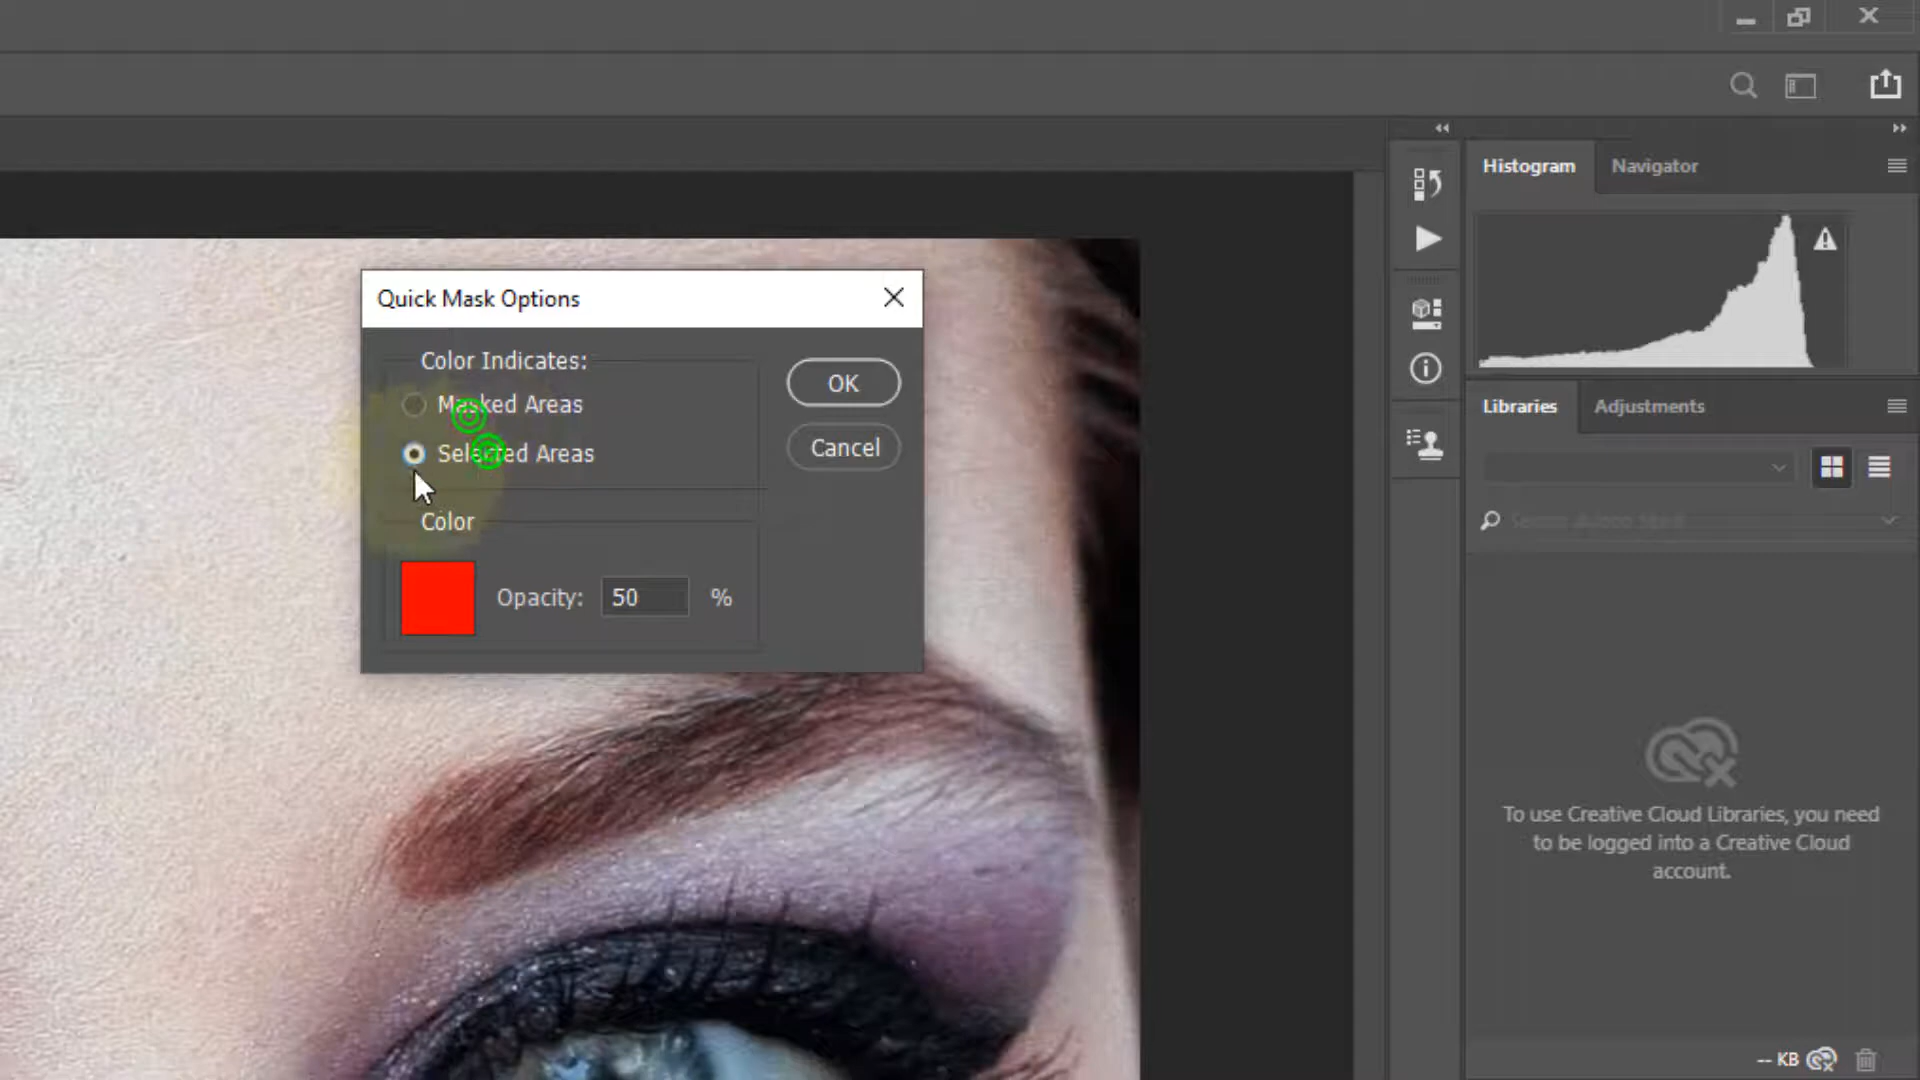 Histogram
Navigator
Quick Mask Options
Color Indicates:
Masked Areas
Selected Areas
OK
Cancel
Color
Opacity: 50 %
Libraries
Adjustments
To use Creative Cloud Libraries, you need
to be logged into a Creative Cloud
account.
-- KB